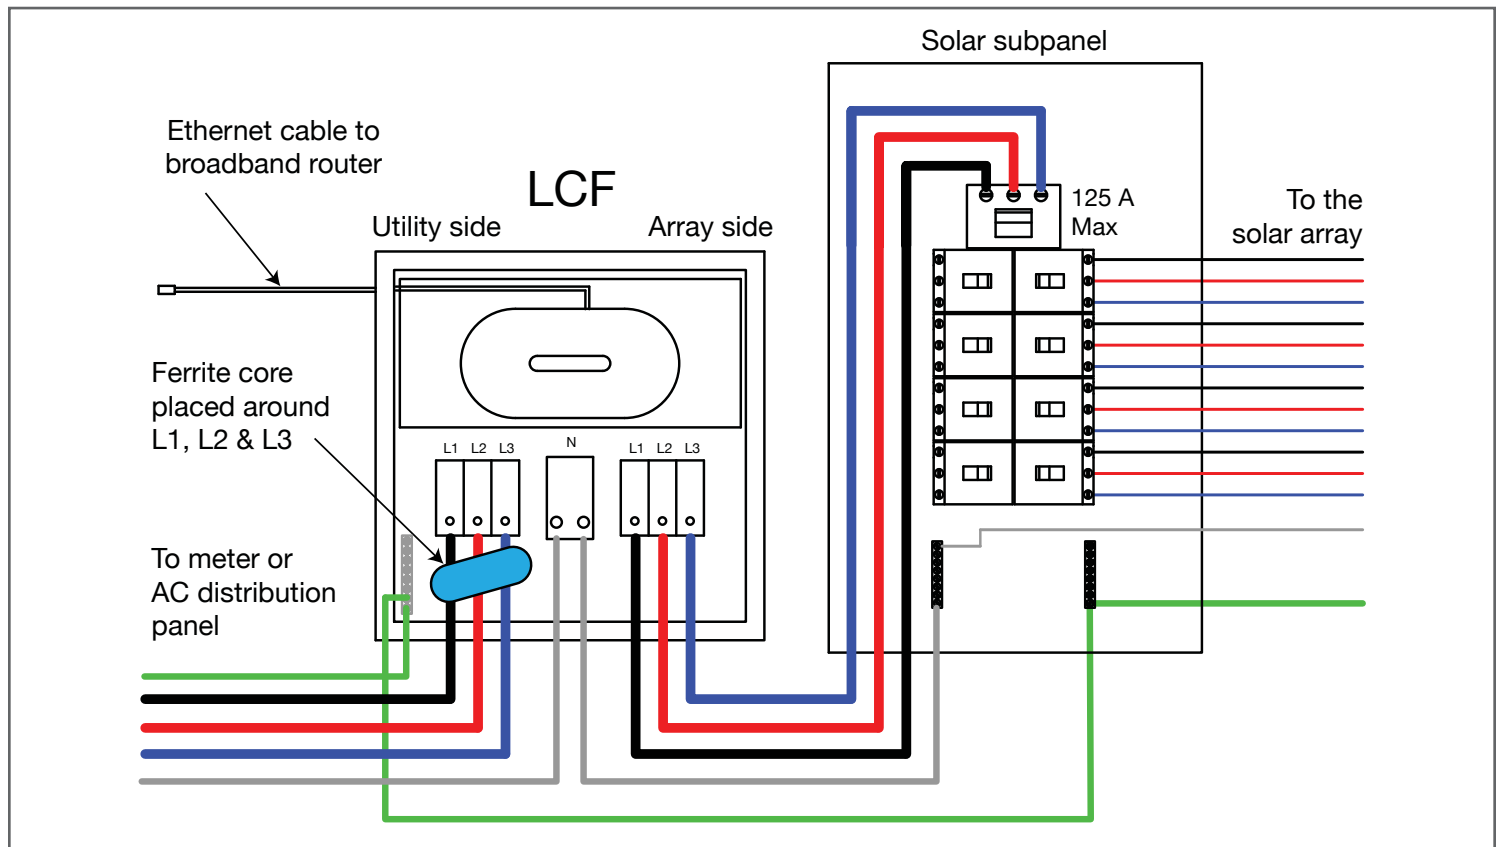 Solar subpanel
Ethernet cable to
broadband router
LCF
Utility side
Array side
125 A
Max
To the
solar array
Ferrite core
placed around
L1, L2 & L3
L1 L2 L3
N
L1 L2 L3
To meter or
AC distribution
panel